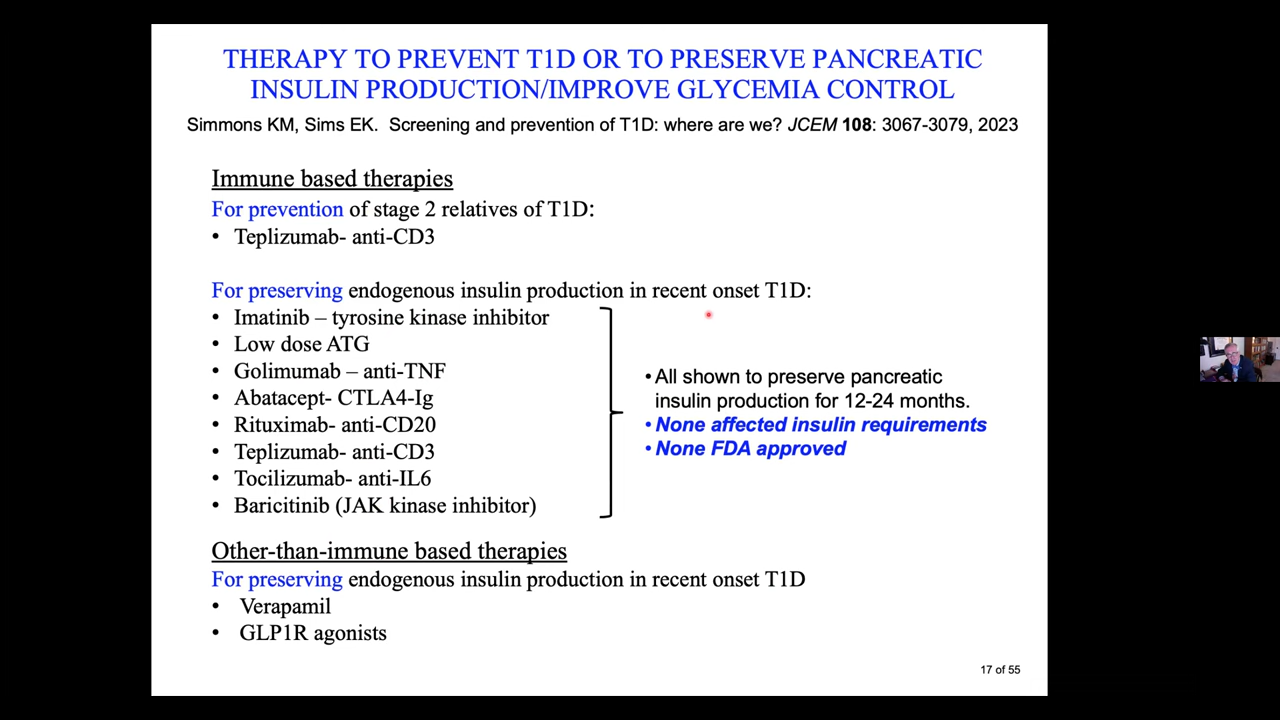 THERAPY TO PREVENT T1D OR TO PRESERVE PANCREATIC
INSULIN PRODUCTION/IMPROVE GLYCEMIA CONTROL
Simmons KM, Sims EK. Screening and prevention of T1D: where are we? JCEM 108: 3067-3079, 2023
Immune based therapies
For prevention of stage 2 relatives of T1D:
• Teplizumab- anti-CD3
For preserving endogenous insulin production in recent onset T1D:
• Imatinib – tyrosine kinase inhibitor
• Low dose ATG
• Golimumab – anti-TNF
• Abatacept- CTLA4-Ig
• Rituximab- anti-CD20
• Teplizumab- anti-CD3
• Tocilizumab- anti-IL6
• Baricitinib (JAK kinase inhibitor)
• All shown to preserve pancreatic
insulin production for 12-24 months.
• None affected insulin requirements
• None FDA approved
Other-than-immune based therapies
For preserving endogenous insulin production in recent onset T1D
• Verapamil
• GLP1R agonists
17 of 55